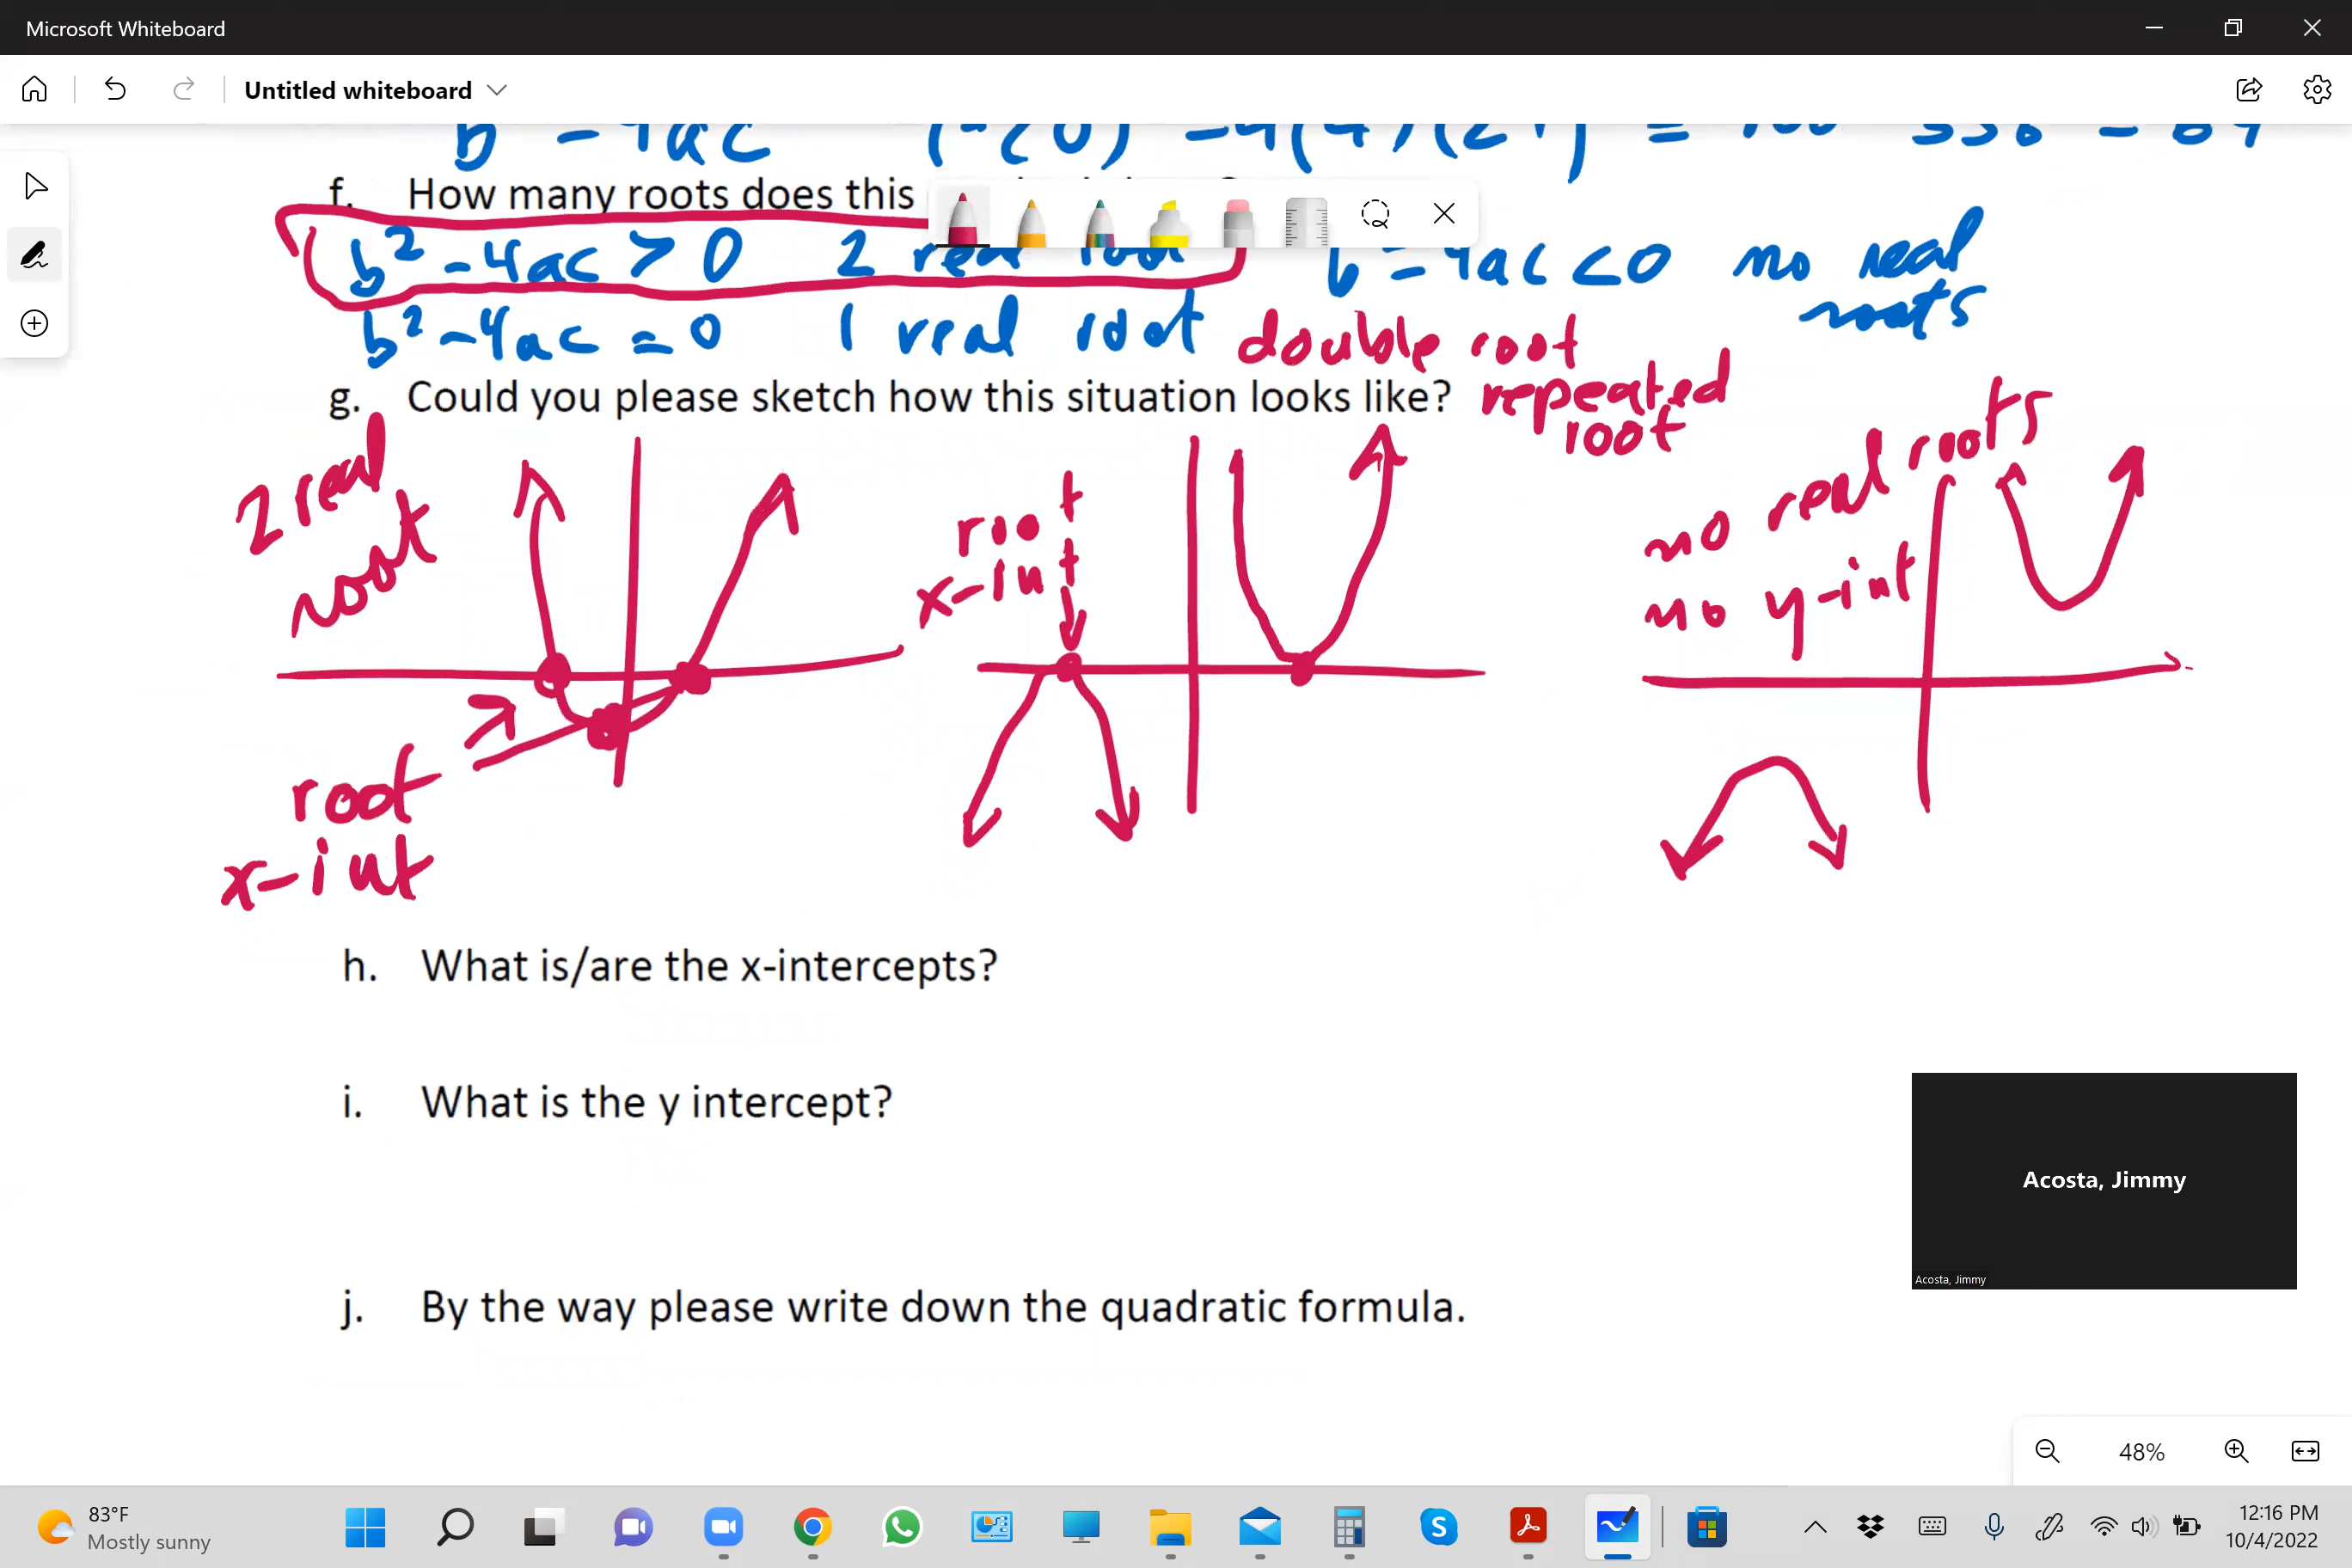 Microsoft Whiteboard
Untitled whiteboard
f. How many roots does this
b² - 4ac > 0 2 real root
no real roots
b² - 4ac = 0 1 real root double root
g. Could you please sketch how this situation looks like? repeated root
2 real root
root
x-int
no real roots
no y-int
root
x-int
h. What is/are the x-intercepts?
i. What is the y intercept?
Acosta, Jimmy
Acosta, Jimmy
j. By the way please write down the quadratic formula.
48%
83°F
Mostly sunny
12:16 PM
10/4/2022